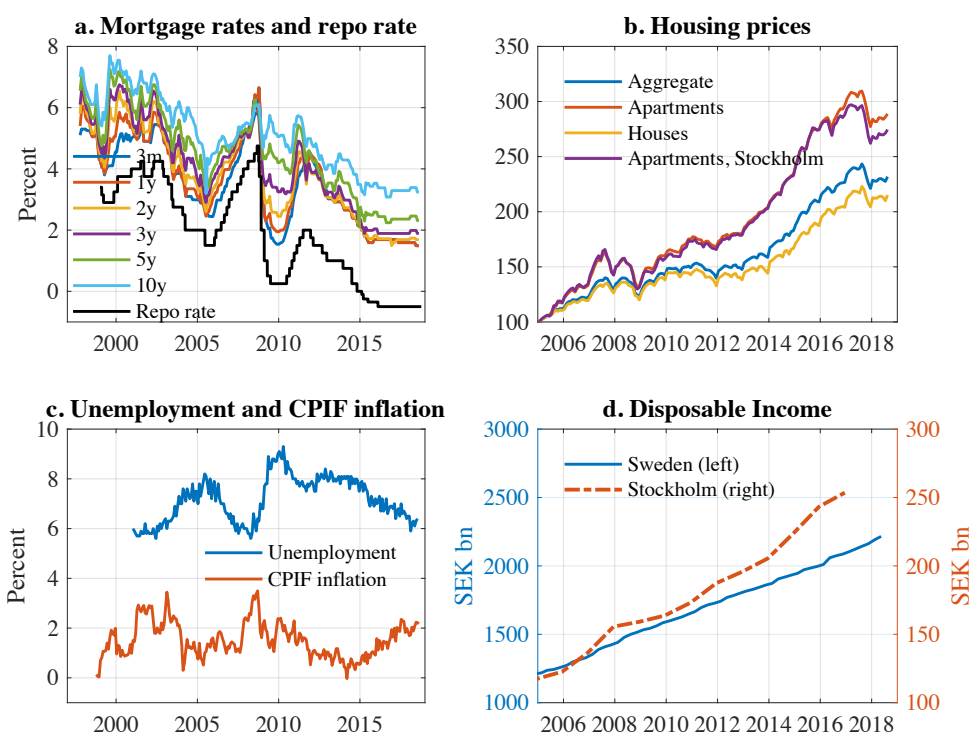 a. Mortgage rates and repo rate
8
6
4
2
0
Percent
3m
1y
2y
3y
5y
10y
Repo rate
2000 2005 2010 2015
b. Housing prices
350
300
250
200
150
100
Aggregate
Apartments
Houses
Apartments, Stockholm
2006 2008 2010 2012 2014 2016 2018
c. Unemployment and CPIF inflation
10
8
6
4
2
0
Percent
Unemployment
CPIF inflation
2000 2005 2010 2015
d. Disposable Income
3000
2500
2000
1500
1000
SEK bn
Sweden (left)
Stockholm (right)
300
250
200
150
100
SEK bn
2006 2008 2010 2012 2014 2016 2018